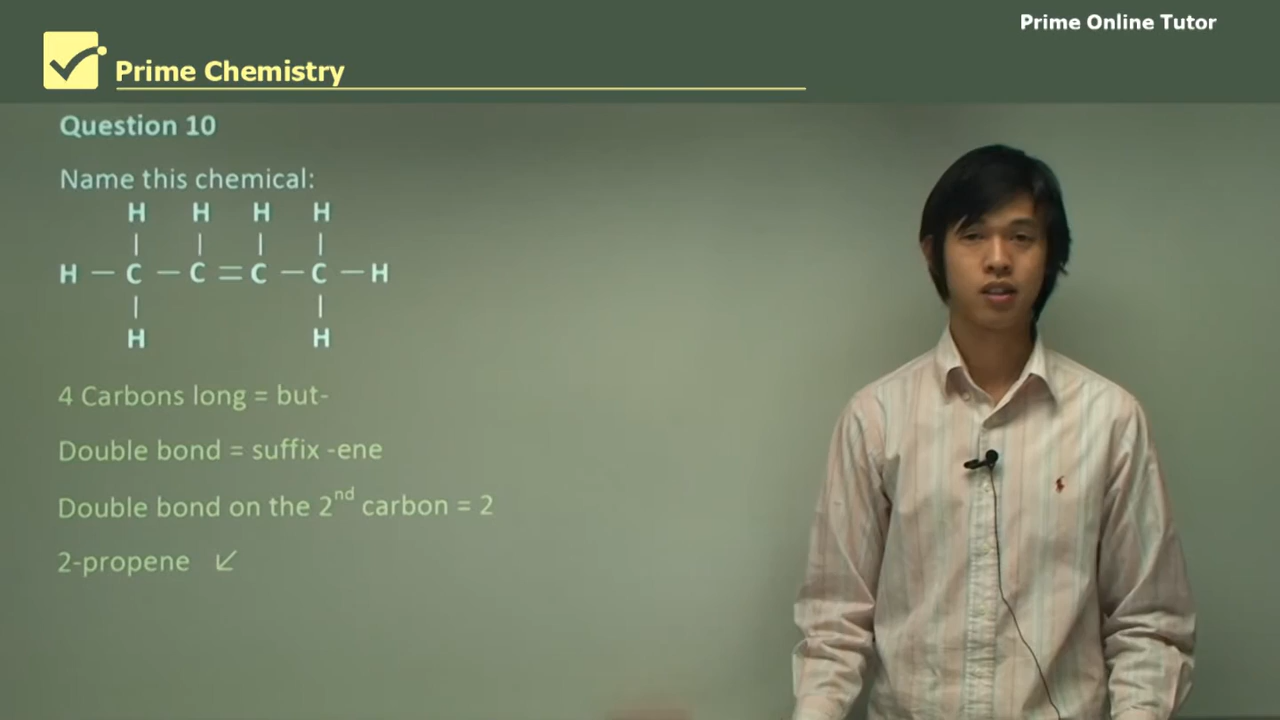 Prime Online Tutor
Prime Chemistry
Question 10
Name this chemical:
H H H H
| | | |
H — C — C = C — C — H
| |
H H
4 Carbons long = but-
Double bond = suffix -ene
Double bond on the 2nd carbon = 2
2-propene ↙